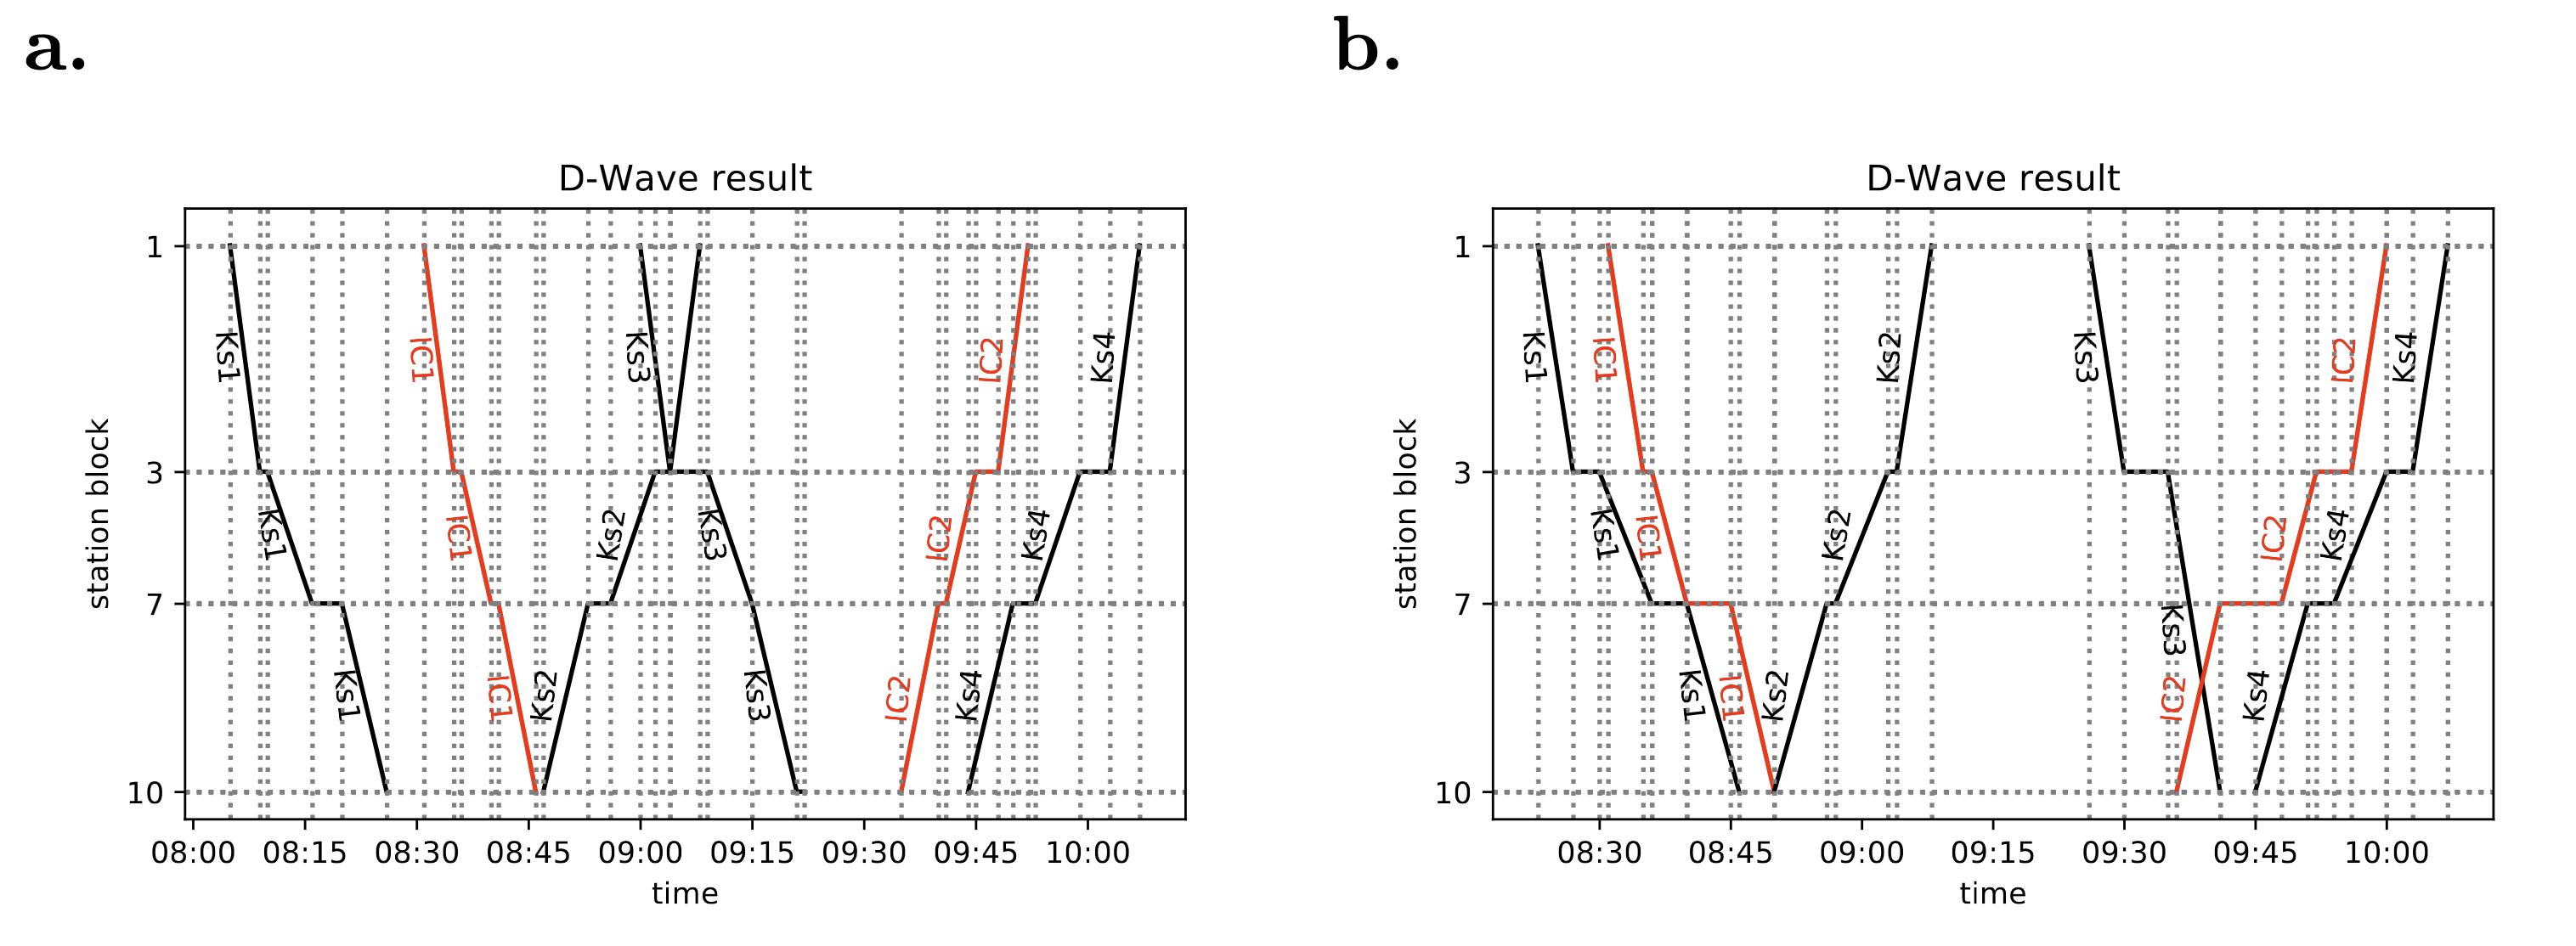 a.
D-Wave result
station block
1
3
7
10
Ks1
Ks1
Ks1
IC1
IC1
IC1
Ks2
Ks2
Ks3
Ks3
Ks3
IC2
IC2
IC2
Ks4
Ks4
Ks4
08:00 08:15 08:30 08:45 09:00 09:15 09:30 09:45 10:00
time
b.
D-Wave result
station block
1
3
7
10
Ks1
Ks1
Ks1
IC1
IC1
IC1
Ks2
Ks2
Ks2
Ks3
Ks3
IC2
IC2
IC2
Ks4
Ks4
Ks4
08:30 08:45 09:00 09:15 09:30 09:45 10:00
time